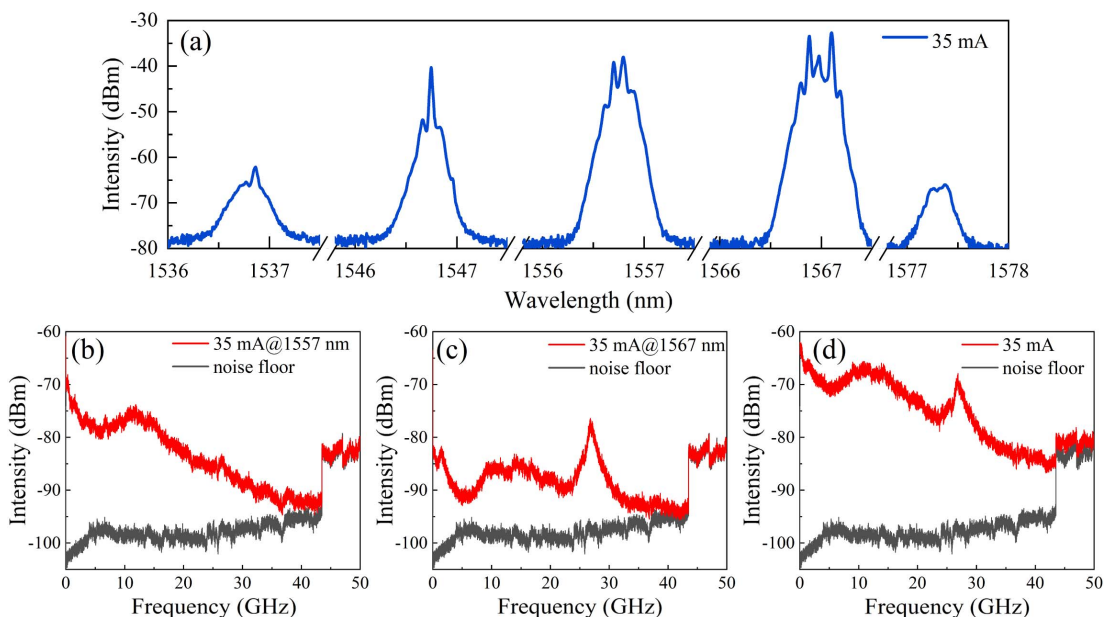 (a)
35 mA
Intensity (dBm)
-30
-40
-50
-60
-70
-80
1536 1537 1546 1547 1556 1557 1566 1567 1577 1578
Wavelength (nm)
(b)
35 mA@1557 nm
noise floor
Intensity (dBm)
-60
-70
-80
-90
-100
0 10 20 30 40 50
Frequency (GHz)
(c)
35 mA@1567 nm
noise floor
Intensity (dBm)
-60
-70
-80
-90
-100
0 10 20 30 40 50
Frequency (GHz)
(d)
35 mA
noise floor
Intensity (dBm)
-60
-70
-80
-90
-100
0 10 20 30 40 50
Frequency (GHz)